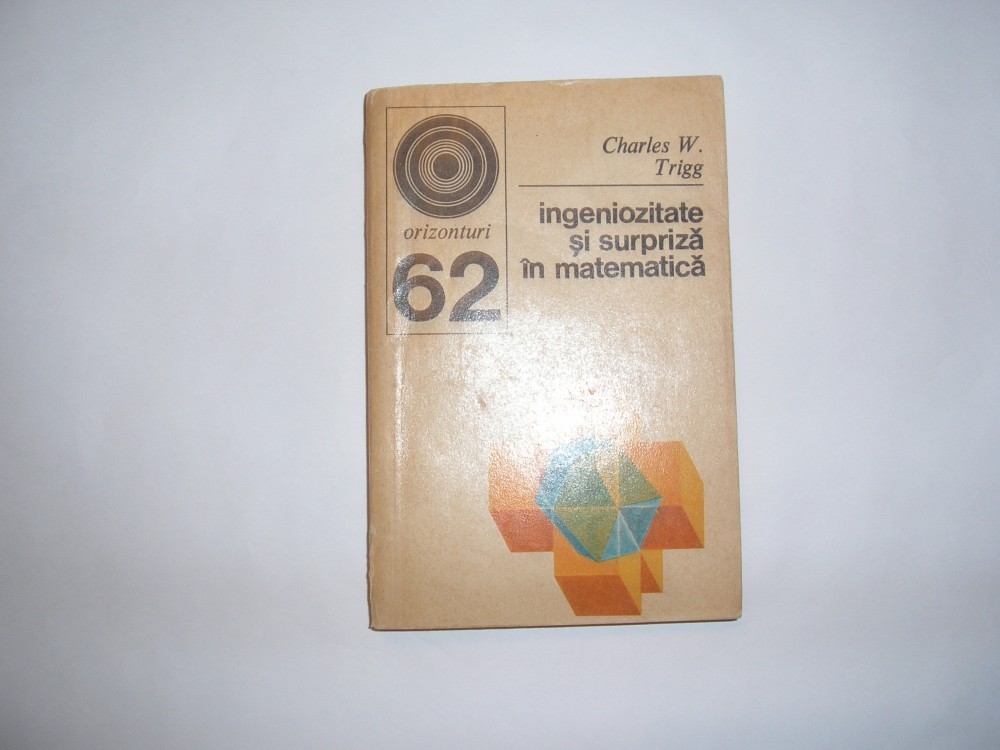 orizonturi
62
Charles W.
Trigg
ingeniozitate
și surpriză
în matematică